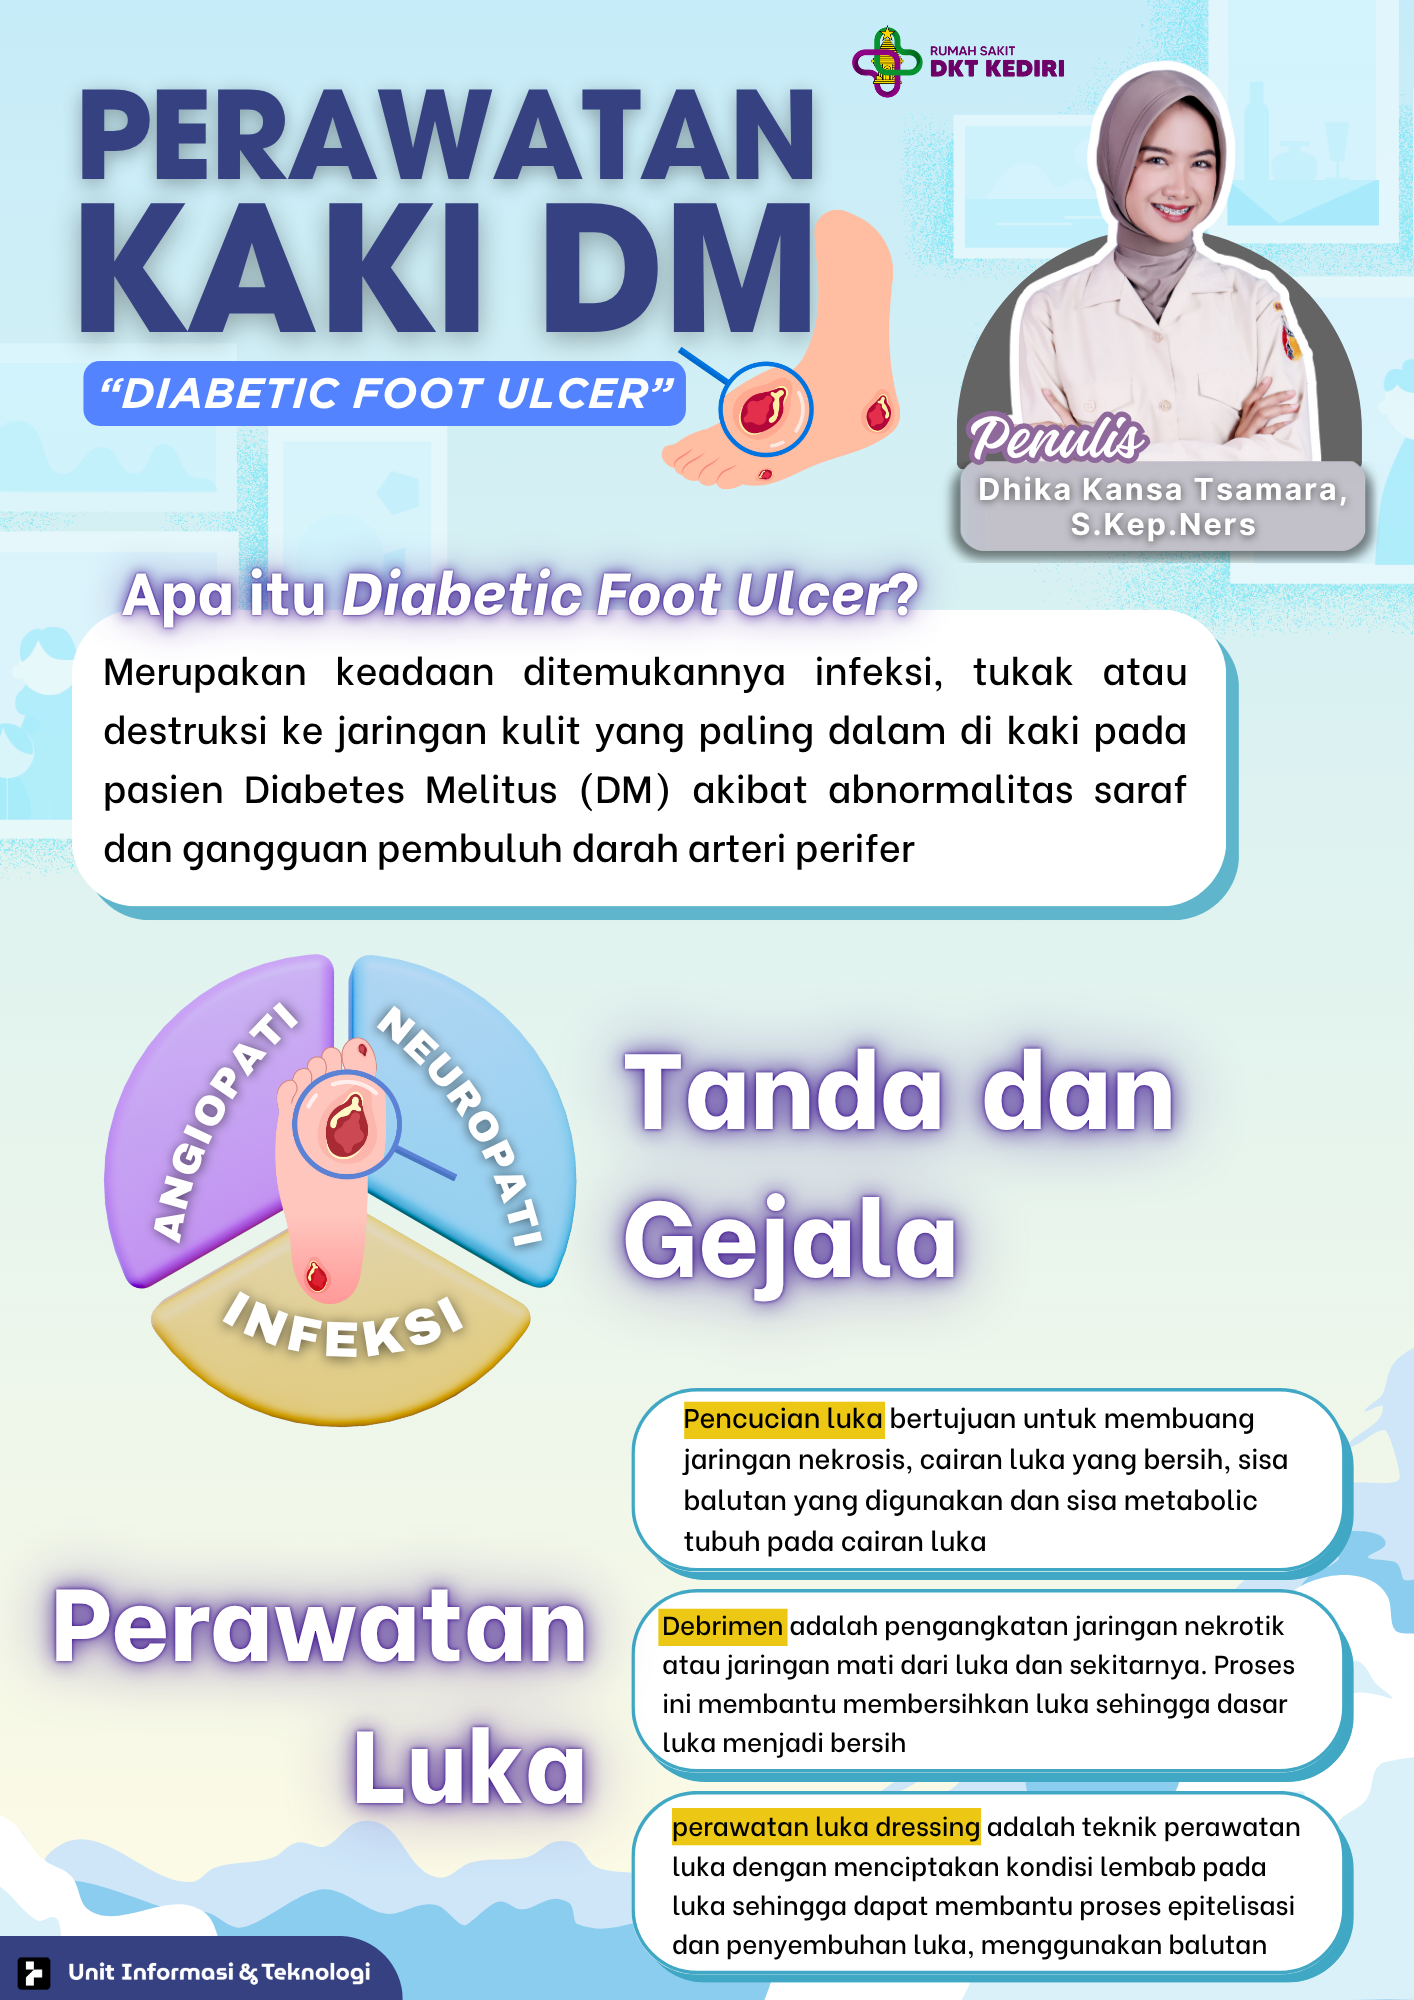 RUMAH SAKIT
DKT KEDIRI
PERAWATAN
KAKI DM
“DIABETIC FOOT ULCER”
Penulis
Dhika Kansa Tsamara,
S.Kep.Ners
Apa itu Diabetic Foot Ulcer?
Merupakan keadaan ditemukannya infeksi, tukak atau
destruksi ke jaringan kulit yang paling dalam di kaki pada
pasien Diabetes Melitus (DM) akibat abnormalitas saraf
dan gangguan pembuluh darah arteri perifer
ANGIOPATI
NEUROPATI
INFEKSI
Tanda dan
Gejala
Perawatan
Luka
Pencucian luka bertujuan untuk membuang
jaringan nekrosis, cairan luka yang bersih, sisa
balutan yang digunakan dan sisa metabolic
tubuh pada cairan luka
Debrimen adalah pengangkatan jaringan nekrotik
atau jaringan mati dari luka dan sekitarnya. Proses
ini membantu membersihkan luka sehingga dasar
luka menjadi bersih
perawatan luka dressing adalah teknik perawatan
luka dengan menciptakan kondisi lembab pada
luka sehingga dapat membantu proses epitelisasi
dan penyembuhan luka, menggunakan balutan
Unit Informasi & Teknologi